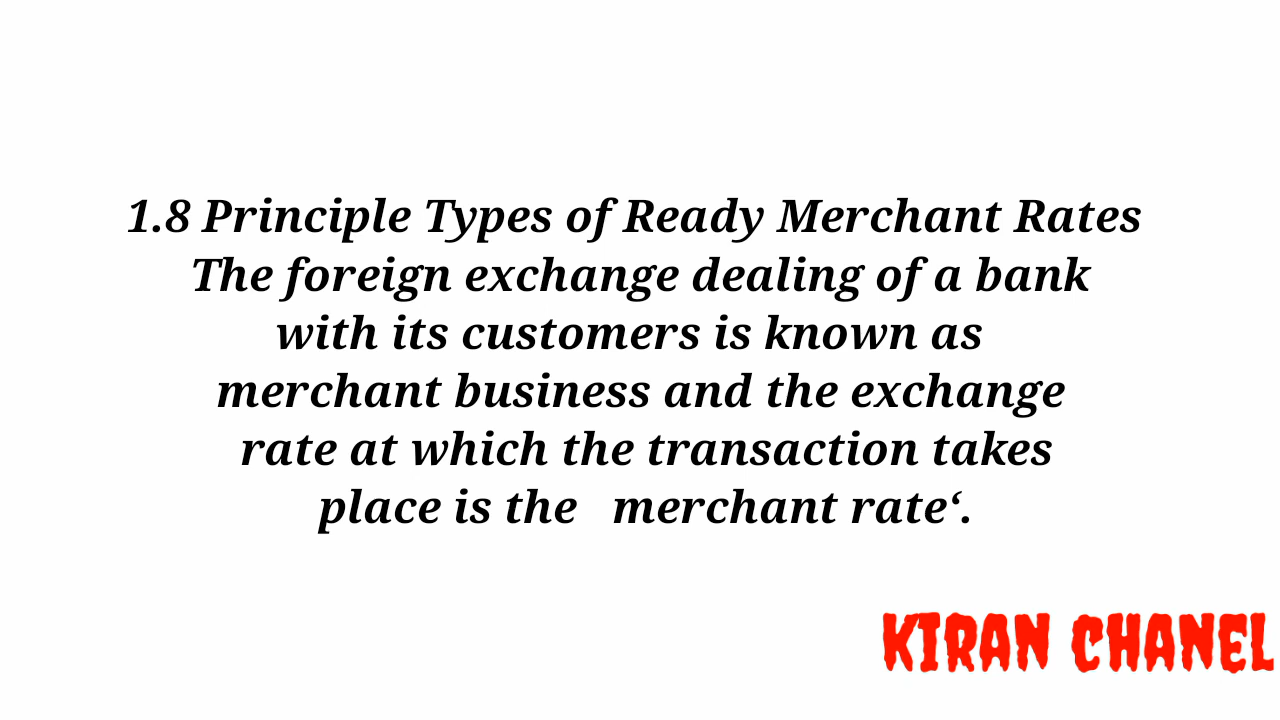 1.8 Principle Types of Ready Merchant Rates
The foreign exchange dealing of a bank
with its customers is known as
merchant business and the exchange
rate at which the transaction takes
place is the merchant rate‘.
KIRAN CHANEL